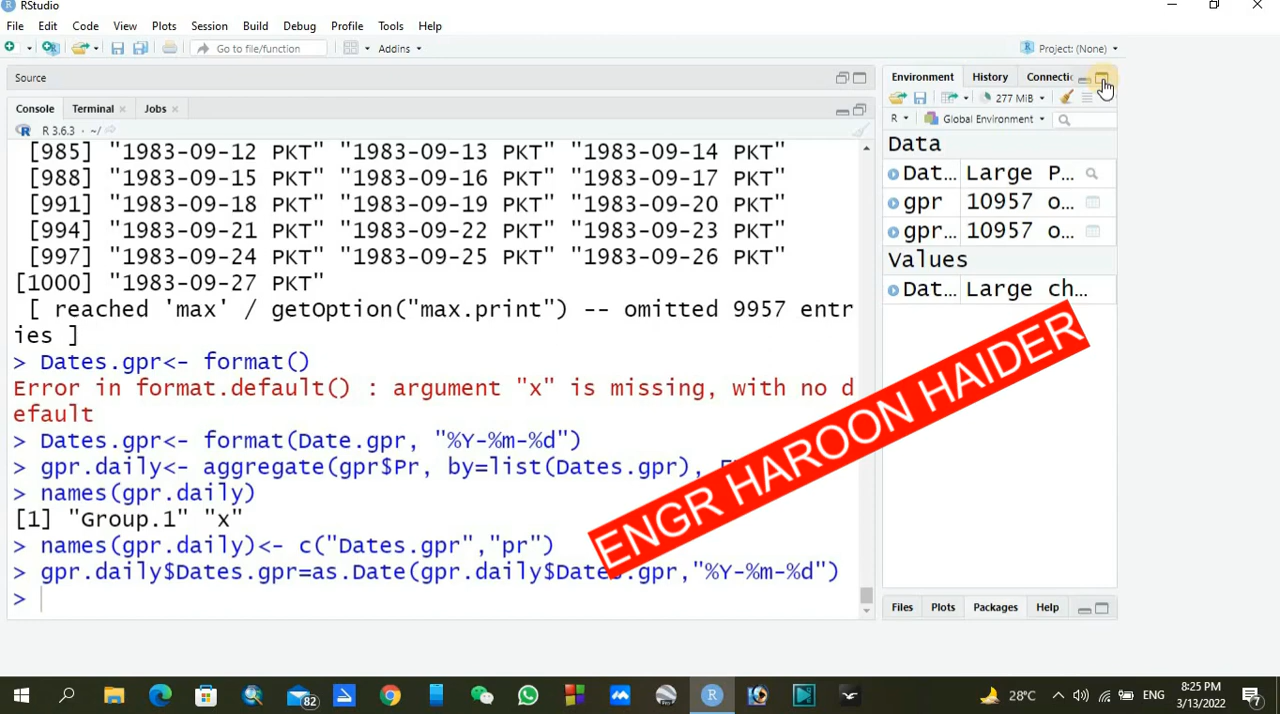 RStudio
File Edit Code View Plots Session Build Debug Profile Tools Help
Go to file/function Addins Project: (None)
Source
Console Terminal Jobs
R 3.6.3 · ~/
[985] "1983-09-12 PKT" "1983-09-13 PKT" "1983-09-14 PKT"
[988] "1983-09-15 PKT" "1983-09-16 PKT" "1983-09-17 PKT"
[991] "1983-09-18 PKT" "1983-09-19 PKT" "1983-09-20 PKT"
[994] "1983-09-21 PKT" "1983-09-22 PKT" "1983-09-23 PKT"
[997] "1983-09-24 PKT" "1983-09-25 PKT" "1983-09-26 PKT"
[1000] "1983-09-27 PKT"
[ reached 'max' / getOption("max.print") -- omitted 9957 entr
ies ]
> Dates.gpr<- format()
Error in format.default() : argument "x" is missing, with no d
efault
> Dates.gpr<- format(Date.gpr, "%Y-%m-%d")
> gpr.daily<- aggregate(gpr$Pr, by=list(Dates.gpr),
> names(gpr.daily)
[1] "Group.1" "x"
> names(gpr.daily)<- c("Dates.gpr","pr")
> gpr.daily$Dates.gpr=as.Date(gpr.daily$Dates.gpr,"%Y-%m-%d")
>
Environment History Connectic
277 MiB
R Global Environment
Data
Dat... Large P...
gpr 10957 o...
gpr... 10957 o...
Values
Dat... Large ch...
ENGR HAROON HAIDER
Files Plots Packages Help
82
28°C ENG 8:25 PM
3/13/2022
7